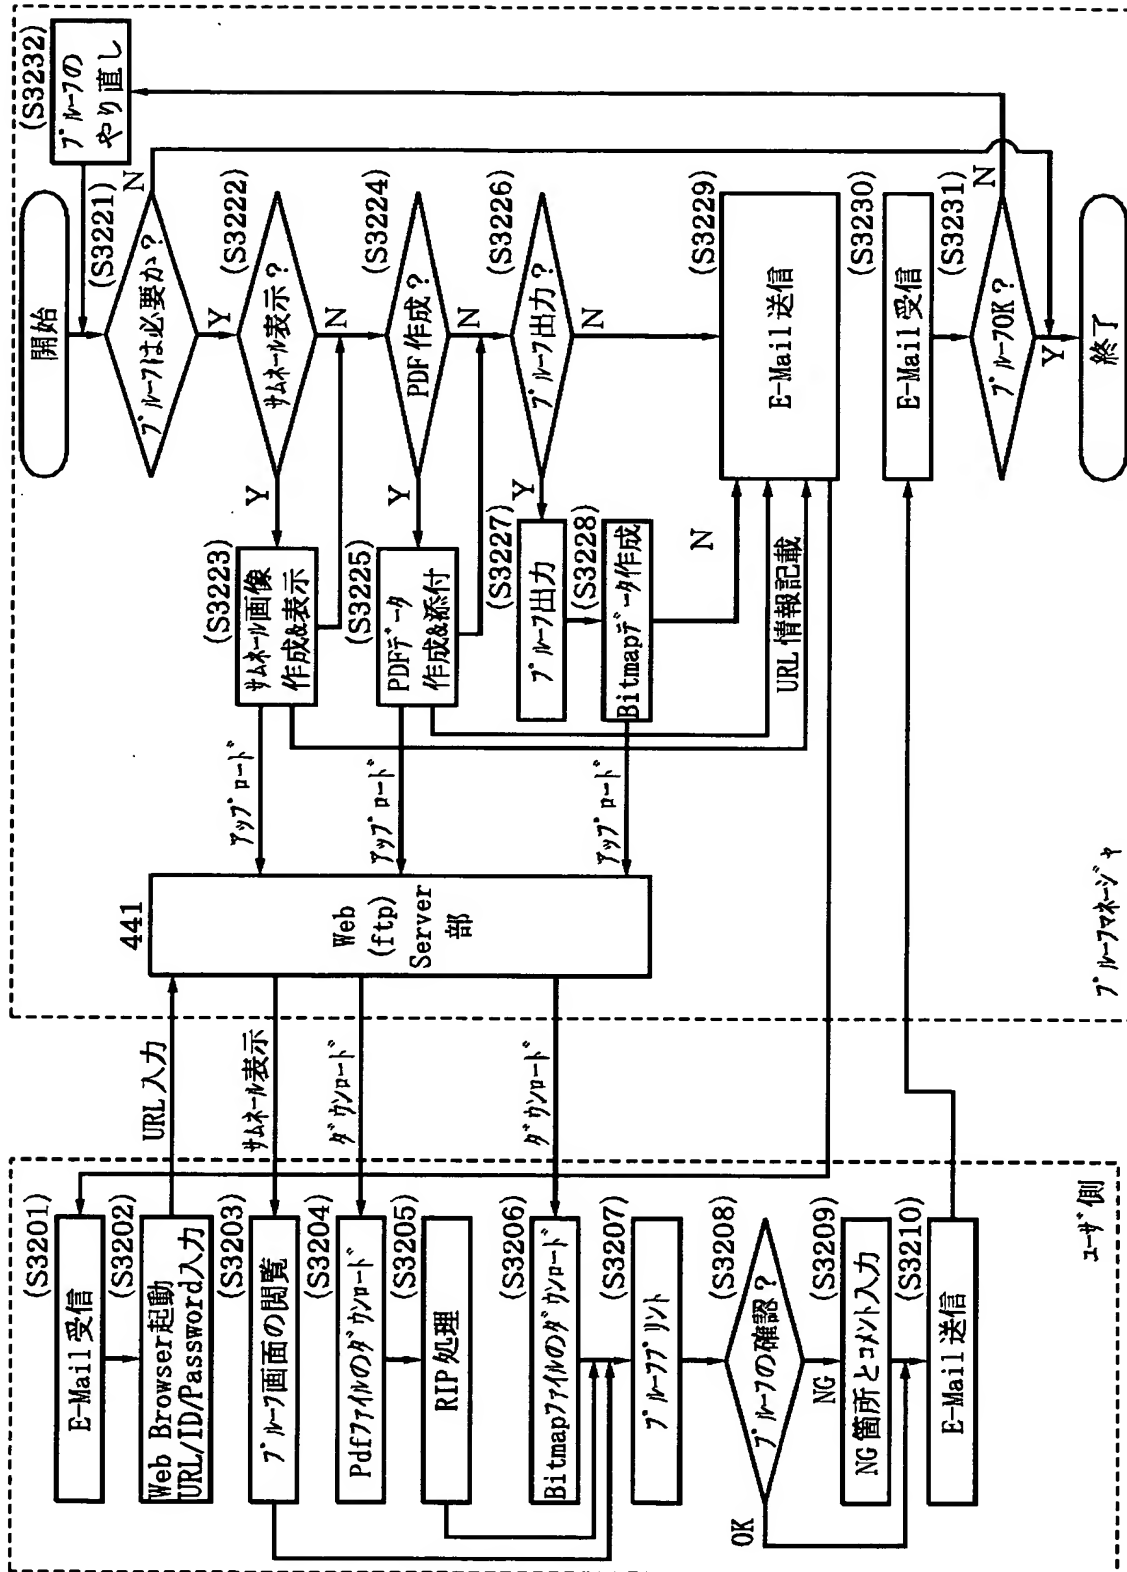 (S3201)
E-Mail受信
(S3202)
Web Browser起動
URL/ID/Password入力
(S3203)
プルーフ画面の閲覧
(S3204)
Pdfファイルのダウンロード
(S3205)
RIP処理
(S3206)
Bitmapファイルのダウンロード
(S3207)
プルーフプリント
(S3208)
プルーフの確認?
OK
NG
(S3209)
NG箇所とコメント入力
(S3210)
E-Mail送信
ユーザ側
URL入力
サムネール表示
ダウンロード
ダウンロード
441
Web
(ftp)
Server
部
アップロード
アップロード
アップロード
開始
(S3232)
プルーフの
やり直し
(S3221)
プルーフは必要か?
N
Y
(S3222)
サムネール表示?
Y
N
(S3223)
サムネール画像
作成&表示
(S3224)
PDF作成?
Y
N
(S3225)
PDFデータ
作成&添付
(S3226)
プルーフ出力?
Y
N
(S3227)
プルーフ出力
(S3228)
Bitmapデータ作成
N
URL情報記載
(S3229)
E-Mail送信
(S3230)
E-Mail受信
(S3231)
プルーフOK?
N
Y
終了
プルーフマネージャ